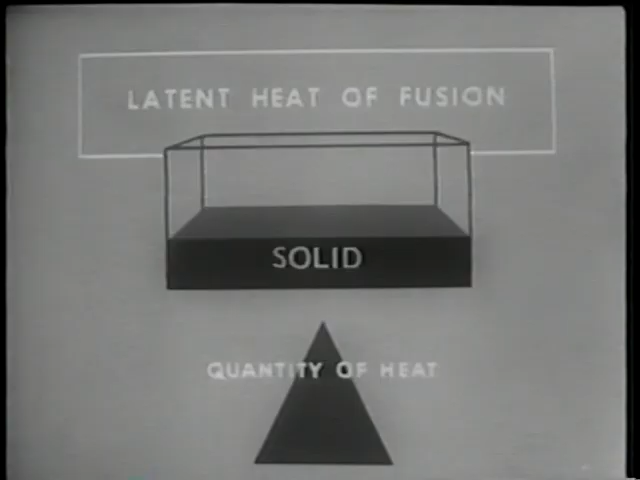 LATENT HEAT OF FUSION
SOLID
QUANTITY OF HEAT